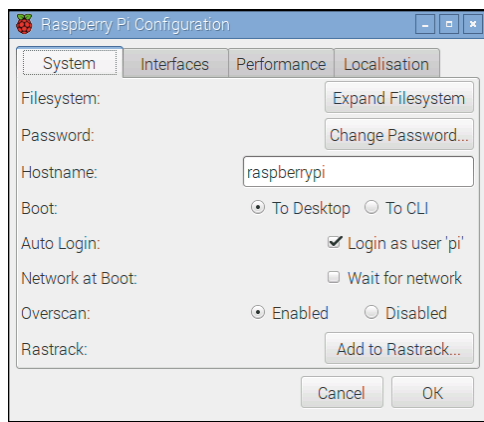 Raspberry Pi Configuration
System Interfaces Performance Localisation
Filesystem: Expand Filesystem
Password: Change Password...
Hostname: raspberrypi
Boot: To Desktop To CLI
Auto Login: Login as user 'pi'
Network at Boot: Wait for network
Overscan: Enabled Disabled
Rastrack: Add to Rastrack...
Cancel OK